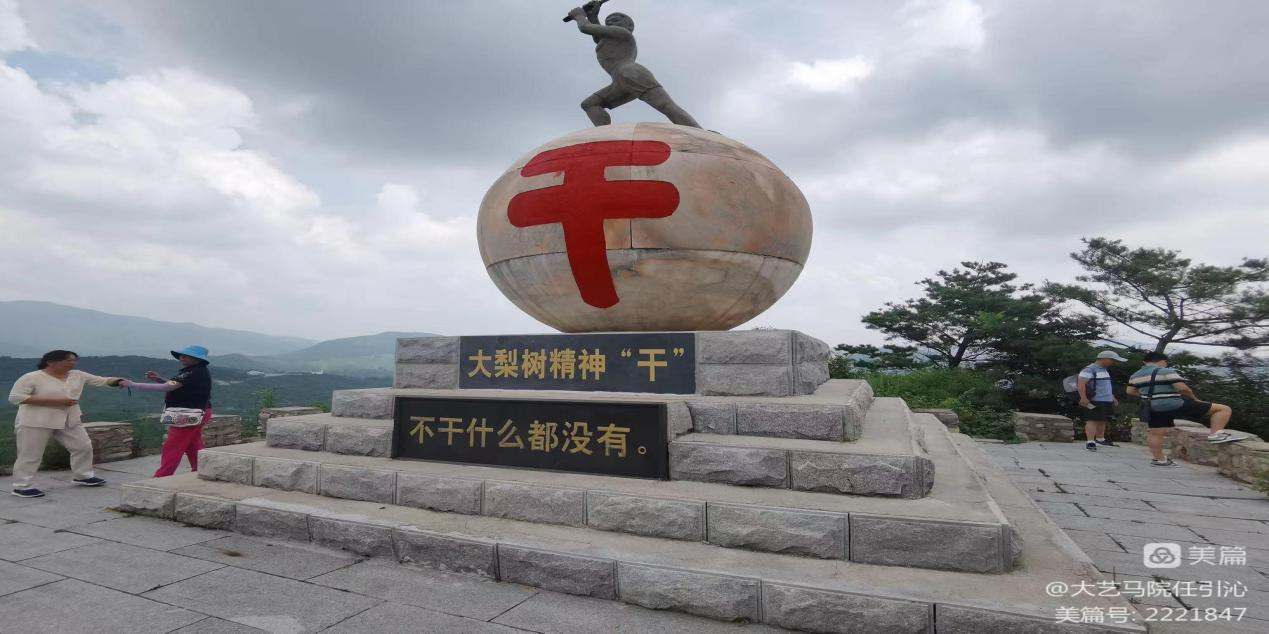 干
大梨树精神“干”
不干什么都没有。
美篇
@大艺马院任引沁
美篇号: 2221847